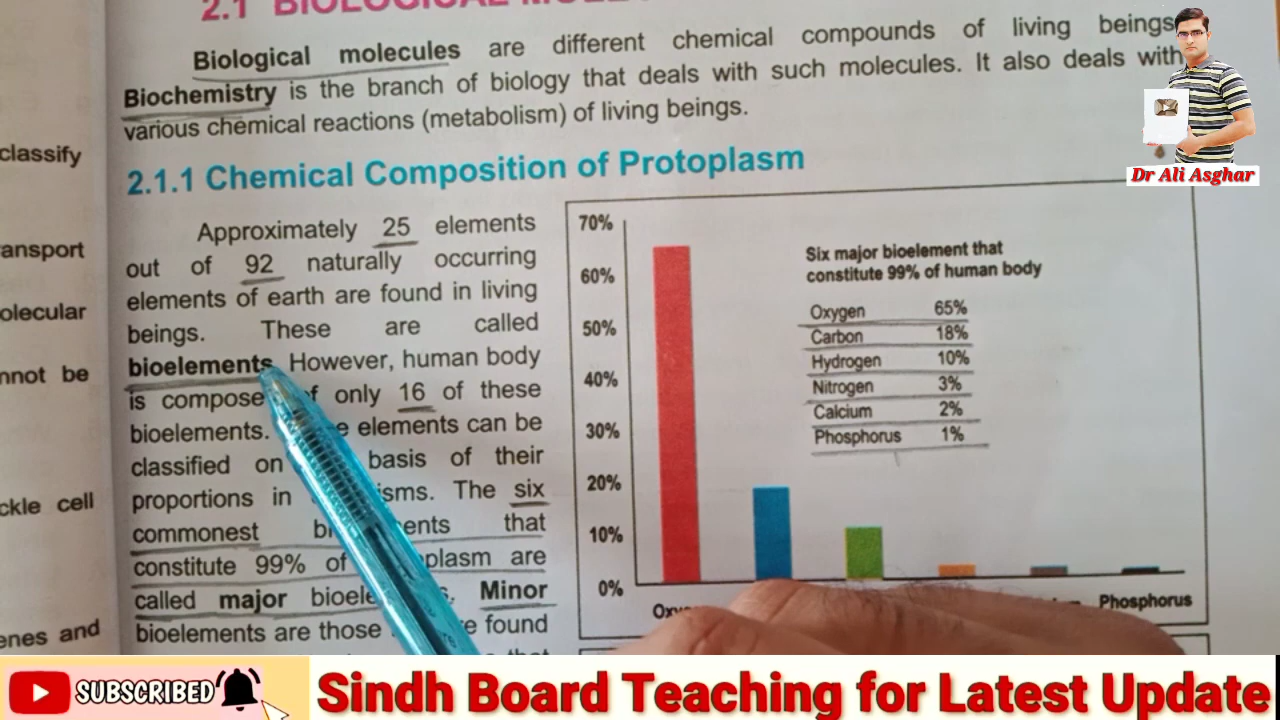 2.1 BIOLOGICAL
Biological molecules are different chemical compounds of living beings
Biochemistry is the branch of biology that deals with such molecules. It also deals with
various chemical reactions (metabolism) of living beings.
Dr Ali Asghar
classify
ansport
olecular
nnot be
ckle cell
enes and
2.1.1 Chemical Composition of Protoplasm
Approximately 25 elements
out of 92 naturally occurring
elements of earth are found in living
beings. These are called
bioelements. However, human body
is compose of only 16 of these
bioelements. elements can be
classified on basis of their
proportions in isms. The six
commonest ents that
constitute 99% of plasm are
called major bioele Minor
bioelements are those found
70%
60%
50%
40%
30%
20%
10%
0%
Six major bioelement that
constitute 99% of human body
Oxygen 65%
Carbon 18%
Hydrogen 10%
Nitrogen 3%
Calcium 2%
Phosphorus 1%
Phosphorus
SUBSCRIBED
Sindh Board Teaching for Latest Update